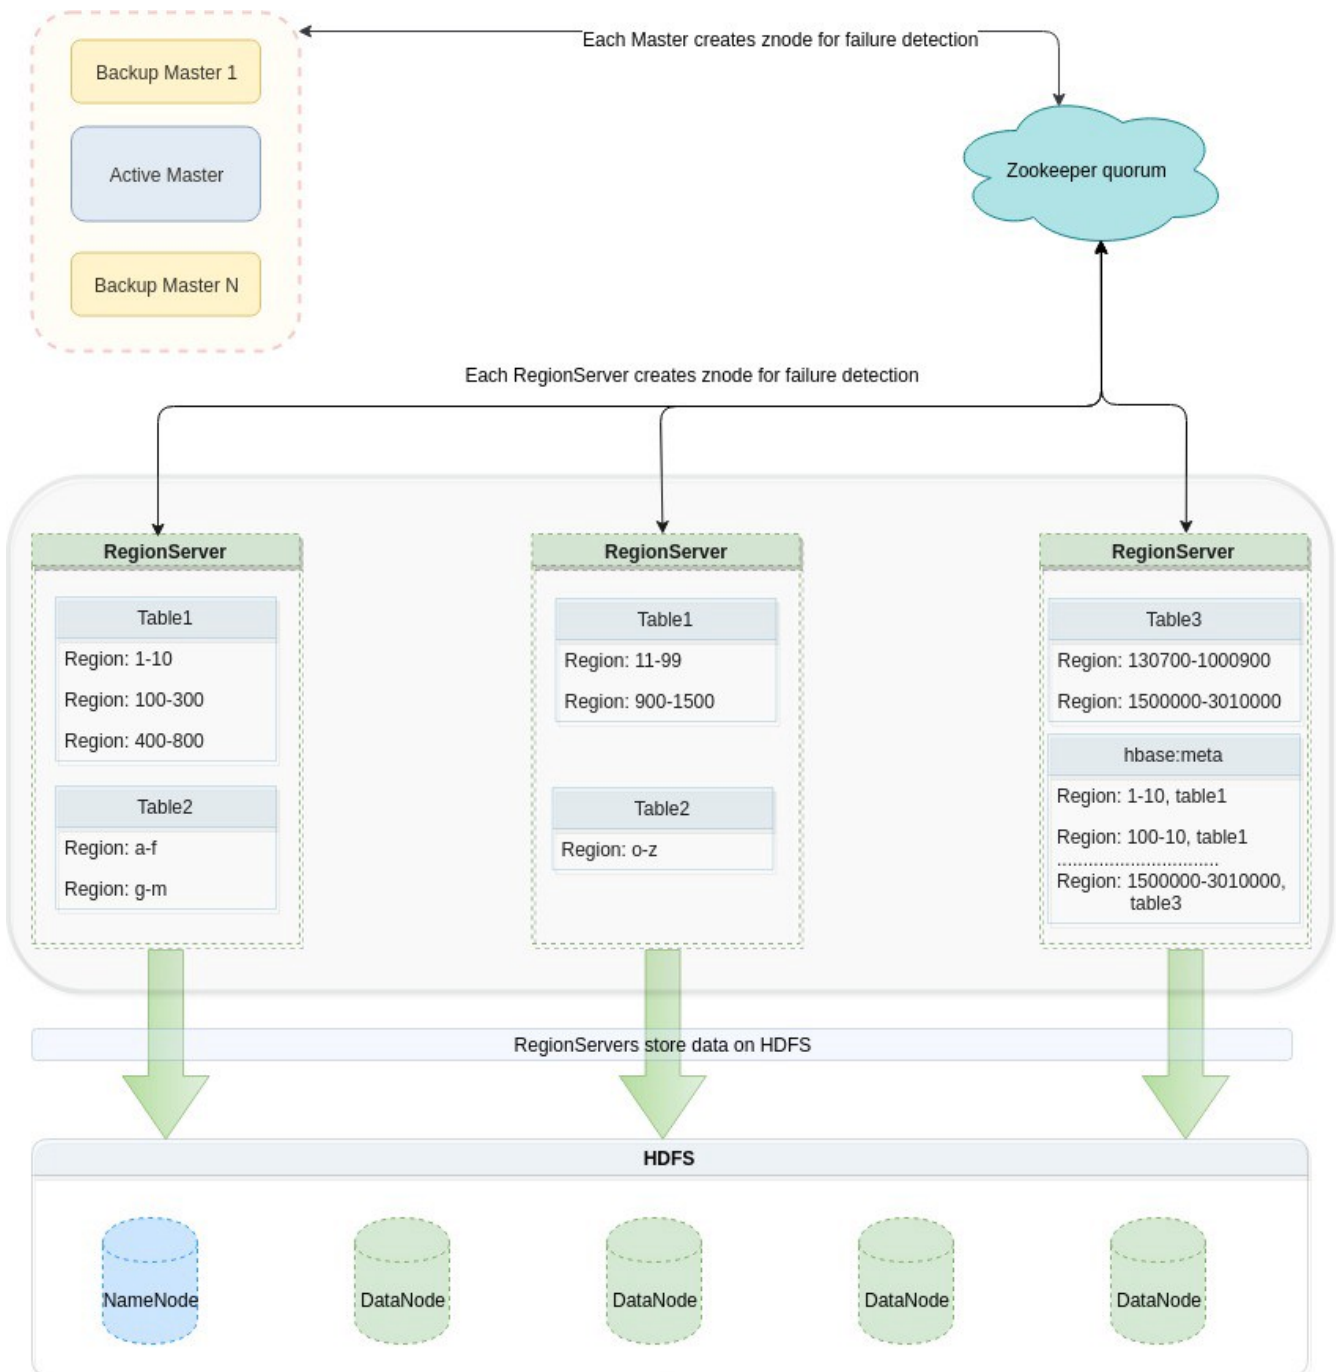 Each Master creates znode for failure detection
Backup Master 1
Active Master
Zookeeper quorum
Backup Master N
Each RegionServer creates znode for failure detection
RegionServer
Table1
Region: 1-10
Region: 100-300
Region: 400-800
Table2
Region: a-f
Region: g-m
RegionServer
Table1
Region: 11-99
Region: 900-1500
Table2
Region: o-z
RegionServer
Table3
Region: 130700-1000900
Region: 1500000-3010000
hbase:meta
Region: 1-10, table1
Region: 100-10, table1
...............................
Region: 1500000-3010000,
table3
RegionServers store data on HDFS
HDFS
NameNode
DataNode
DataNode
DataNode
DataNode